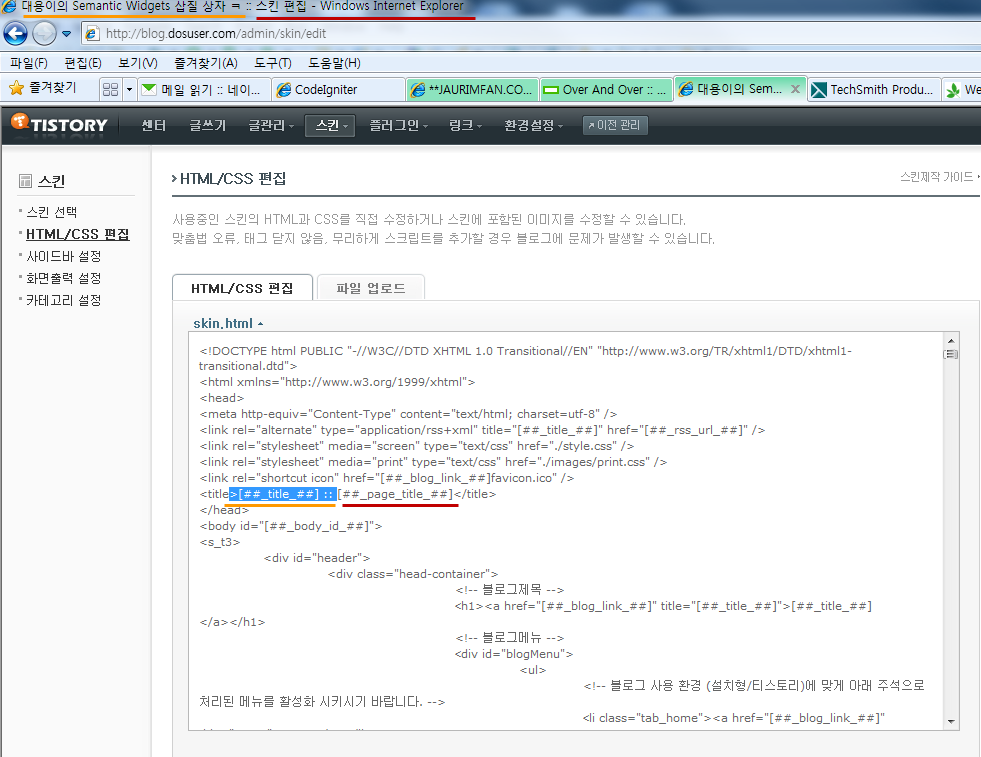 대용이의 Semantic Widgets 삽질 상자 ㅋ :: 스킨 편집 - Windows Internet Explorer
http://blog.dosuser.com/admin/skin/edit
파일(F) 편집(E) 보기(V) 즐겨찾기(A) 도구(T) 도움말(H)
즐겨찾기 메일 읽기 :: 네이... CodeIgniter **JAURIMFAN.CO... Over And Over :: ... 대용이의 Sem... TechSmith Produ... We
TISTORY 센터 글쓰기 글관리 스킨 플러그인 링크 환경설정 이전 관리
스킨
스킨 선택
HTML/CSS 편집
사이드바 설정
화면출력 설정
카테고리 설정
HTML/CSS 편집
스킨제작 가이드
사용중인 스킨의 HTML과 CSS를 직접 수정하거나 스킨에 포함된 이미지를 수정할 수 있습니다.
맞춤법 오류, 태그 닫지 않음, 무리하게 스크립트를 추가할 경우 블로그에 문제가 발생할 수 있습니다.
HTML/CSS 편집 파일 업로드
skin.html
<!DOCTYPE html PUBLIC "-//W3C//DTD XHTML 1.0 Transitional//EN" "http://www.w3.org/TR/xhtml1/DTD/xhtml1-
transitional.dtd">
<html xmlns="http://www.w3.org/1999/xhtml">
<head>
<meta http-equiv="Content-Type" content="text/html; charset=utf-8" />
<link rel="alternate" type="application/rss+xml" title="[##_title_##]" href="[##_rss_url_##]" />
<link rel="stylesheet" media="screen" type="text/css" href="./style.css" />
<link rel="stylesheet" media="print" type="text/css" href="./images/print.css" />
<link rel="shortcut icon" href="[##_blog_link_##]favicon.ico" />
<title>[##_title_##] :: [##_page_title_##]</title>
</head>
<body id="[##_body_id_##]">
<s_t3>
<div id="header">
<div class="head-container">
<!-- 블로그제목 -->
<h1><a href="[##_blog_link_##]" title="[##_title_##]">[##_title_##]
</a></h1>
<!-- 블로그메뉴 -->
<div id="blogMenu">
<ul>
<!-- 블로그 사용 환경 (설치형/티스토리)에 맞게 아래 주석으로
처리된 메뉴를 활성화 시키시기 바랍니다. -->
<li class="tab_home"><a href="[##_blog_link_##]"